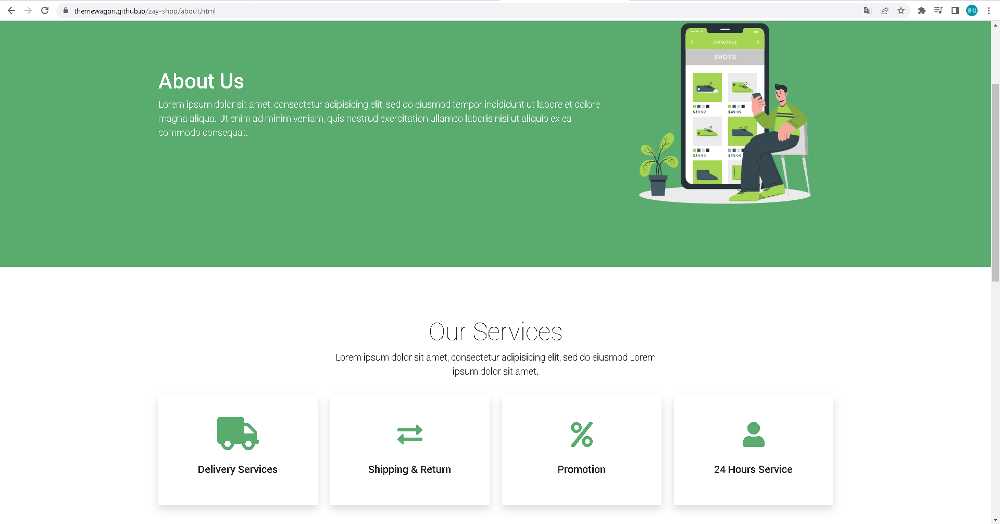 themewagon.github.io/zay-shop/about.html
윤섭
CATALOGUE
SHOES
$39.99
$49.99
$39.99
$39.99
About Us
Lorem ipsum dolor sit amet, consectetur adipisicing elit, sed do eiusmod tempor incididunt ut labore et dolore
magna aliqua. Ut enim ad minim veniam, quis nostrud exercitation ullamco laboris nisi ut aliquip ex ea
commodo consequat.
Our Services
Lorem ipsum dolor sit amet, consectetur adipisicing elit, sed do eiusmod Lorem
ipsum dolor sit amet.
Delivery Services
Shipping & Return
Promotion
24 Hours Service